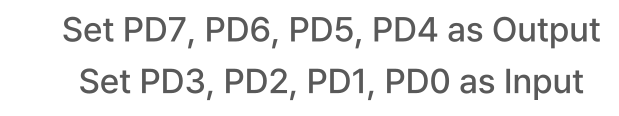 Set PD7, PD6, PD5, PD4 as Output
Set PD3, PD2, PD1, PD0 as Input